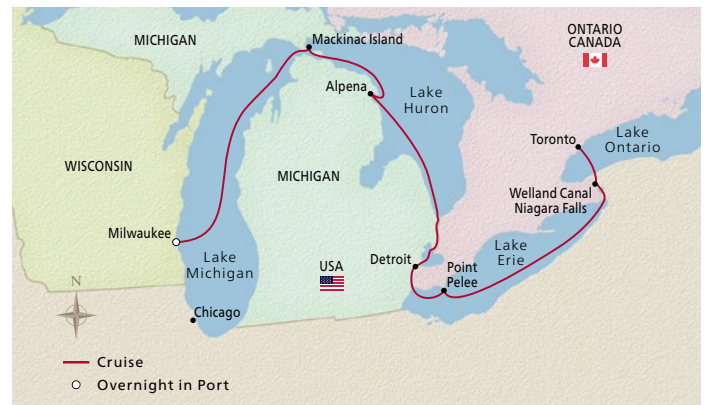 MICHIGAN
Mackinac Island
ONTARIO
CANADA
Alpena
Lake
Huron
Toronto
Lake
Ontario
WISCONSIN
MICHIGAN
Welland Canal
Niagara Falls
Milwaukee
Lake
Michigan
Detroit
USA
Point
Pelee
Lake
Erie
N
Chicago
Cruise
Overnight in Port